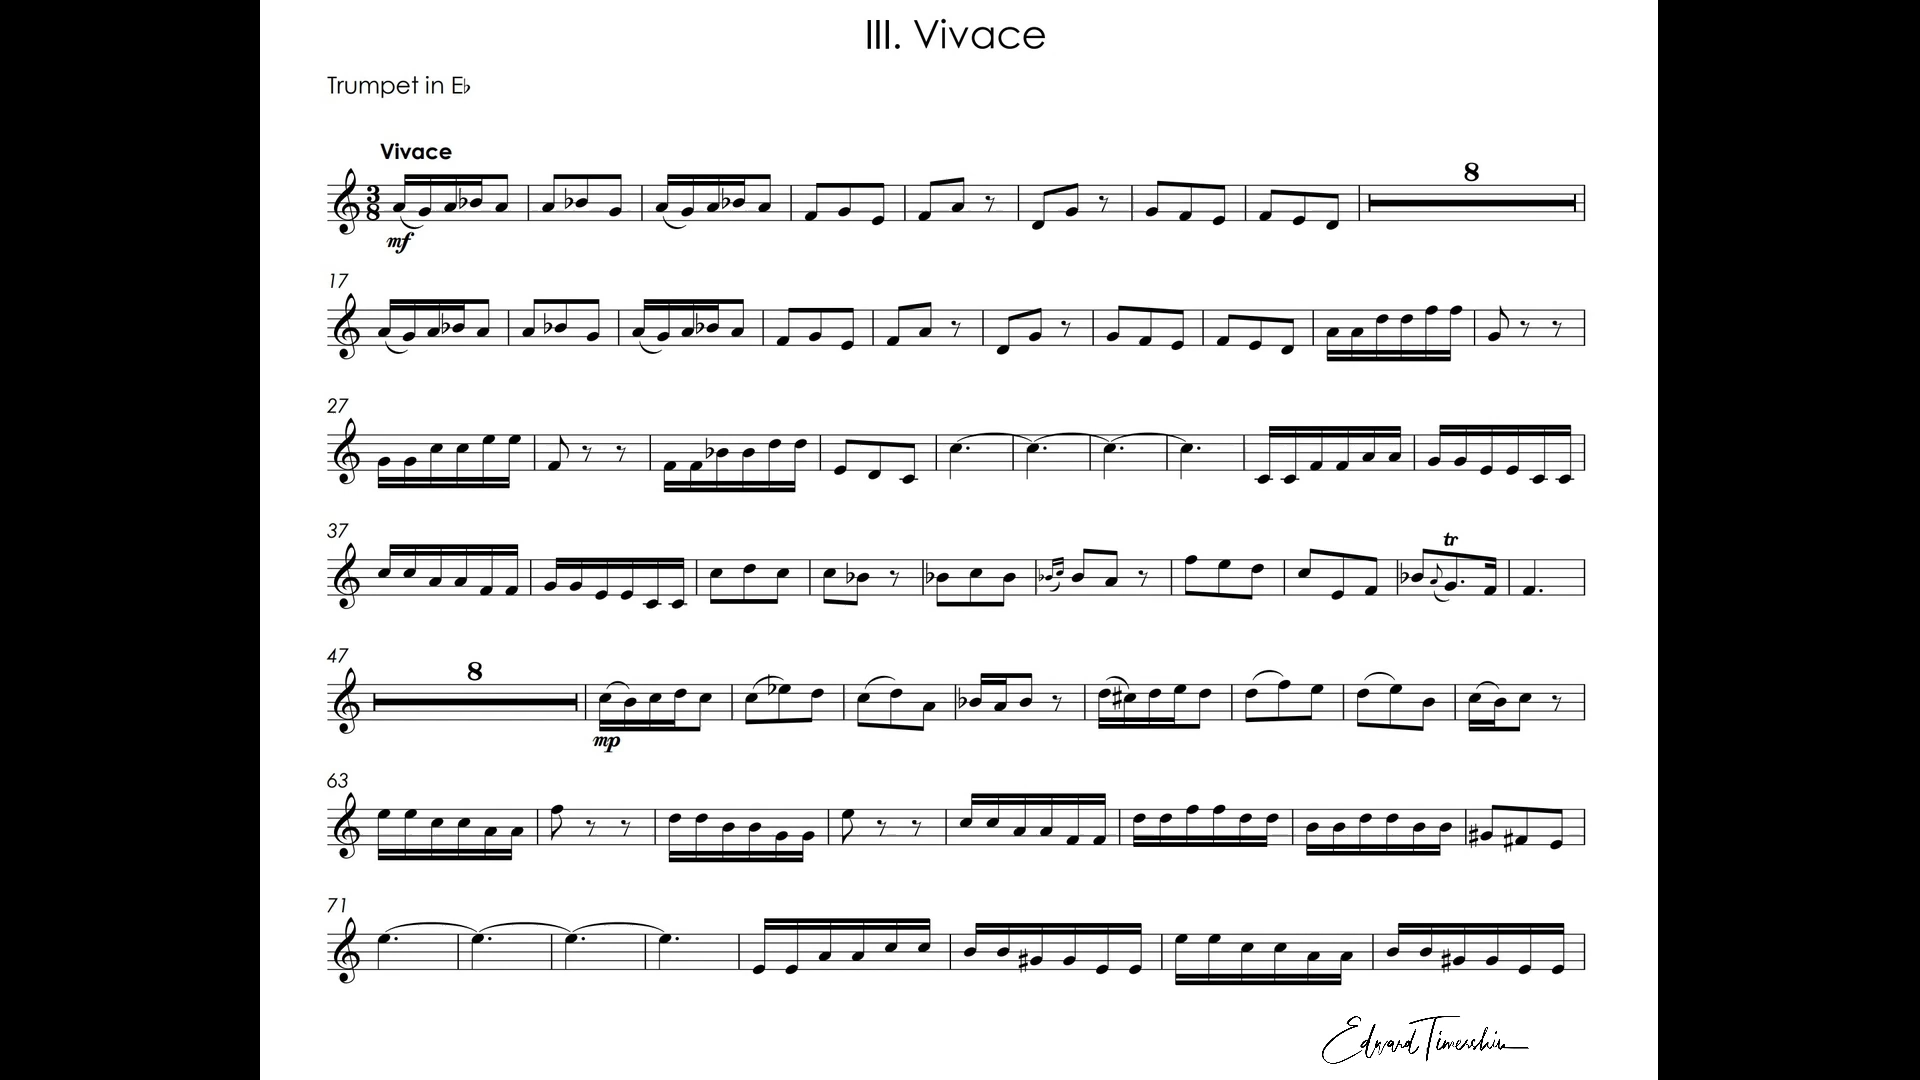 III. Vivace
Trumpet in E♭
Vivace
8
3
8
mf
17
27
37
tr
47
8
mp
63
71
Edward Timershin